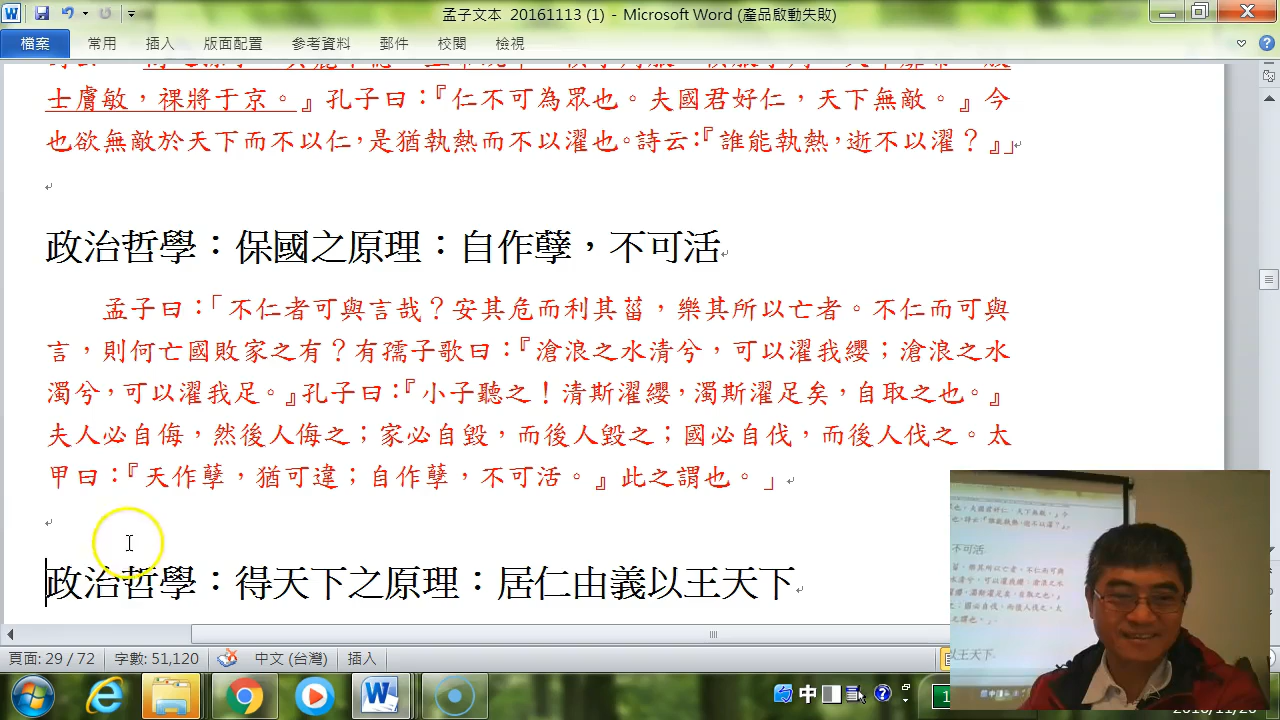 孟子文本 20161113 (1) - Microsoft Word (產品啟動失敗)
檔案 常用 插入 版面配置 參考資料 郵件 校閱 檢視
士膚敏，祼將于京。』孔子曰：『仁不可為眾也。夫國君好仁，天下無敵。』今
也欲無敵於天下而不以仁，是猶執熱而不以濯也。詩云：『誰能執熱，逝不以濯？』」
政治哲學：保國之原理：自作孽，不可活
孟子曰：「不仁者可與言哉？安其危而利其菑，樂其所以亡者。不仁而可與
言，則何亡國敗家之有？有孺子歌曰：『滄浪之水清兮，可以濯我纓；滄浪之水
濁兮，可以濯我足。』孔子曰：『小子聽之！清斯濯纓，濁斯濯足矣，自取之也。』
夫人必自侮，然後人侮之；家必自毀，而後人毀之；國必自伐，而後人伐之。太
甲曰：『天作孽，猶可違；自作孽，不可活。』此之謂也。」
政治哲學：得天下之原理：居仁由義以王天下
頁面: 29 / 72 字數: 51,120 中文 (台灣) 插入
中